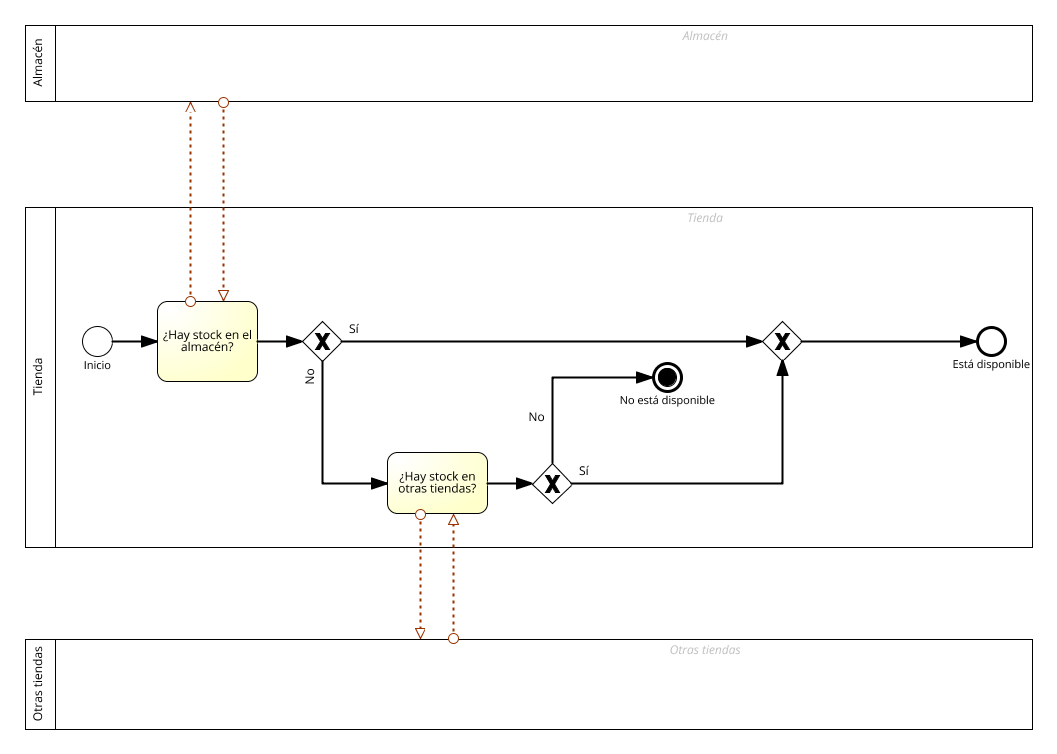 Almacén
Almacén
Tienda
Tienda
¿Hay stock en el
almacén?
Sí
Inicio
Está disponible
No
No está disponible
No
Sí
¿Hay stock en
otras tiendas?
Otras tiendas
Otras tiendas